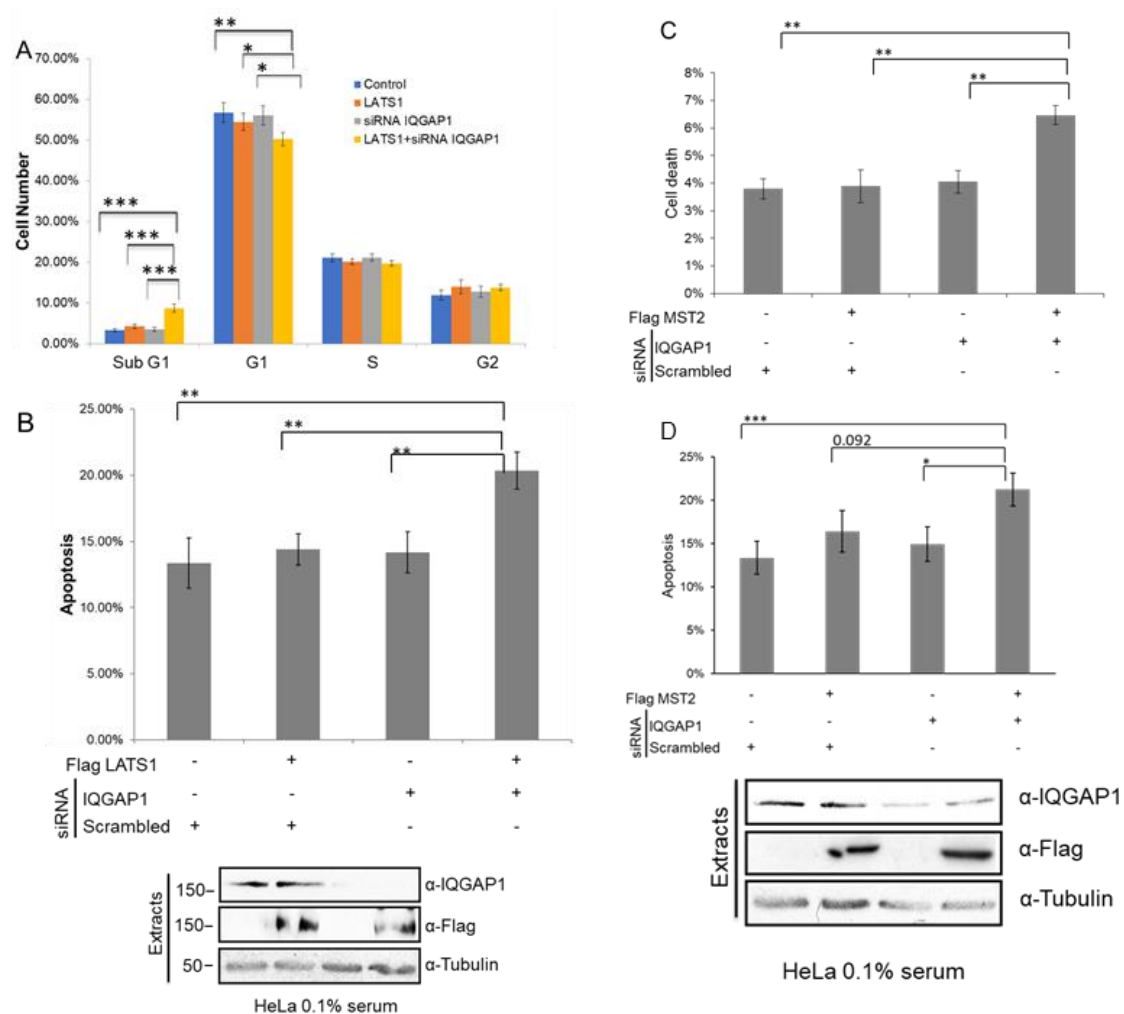 A
**
*
*
70.00%
60.00%
50.00%
40.00%
30.00%
20.00%
10.00%
0.00%
Cell Number
Control
LATS1
siRNA IQGAP1
LATS1+siRNA IQGAP1
***
***
***
Sub G1 G1 S G2
B
**
**
**
25.00%
20.00%
15.00%
10.00%
5.00%
0.00%
Apoptosis
Flag LATS1 - + - +
siRNA
IQGAP1 - - + +
Scrambled + + - -
Extracts
150– α-IQGAP1
150– α-Flag
50– α-Tubulin
HeLa 0.1% serum
C
**
**
**
8%
7%
6%
5%
4%
3%
2%
1%
0%
Cell death
Flag MST2 - + - +
siRNA
IQGAP1 - - + +
Scrambled + + - -
D
***
0.092
*
25%
20%
15%
10%
5%
0%
Apoptosis
Flag MST2 - + - +
siRNA
IQGAP1 - - + +
Scrambled + + - -
Extracts
α-IQGAP1
α-Flag
α-Tubulin
HeLa 0.1% serum